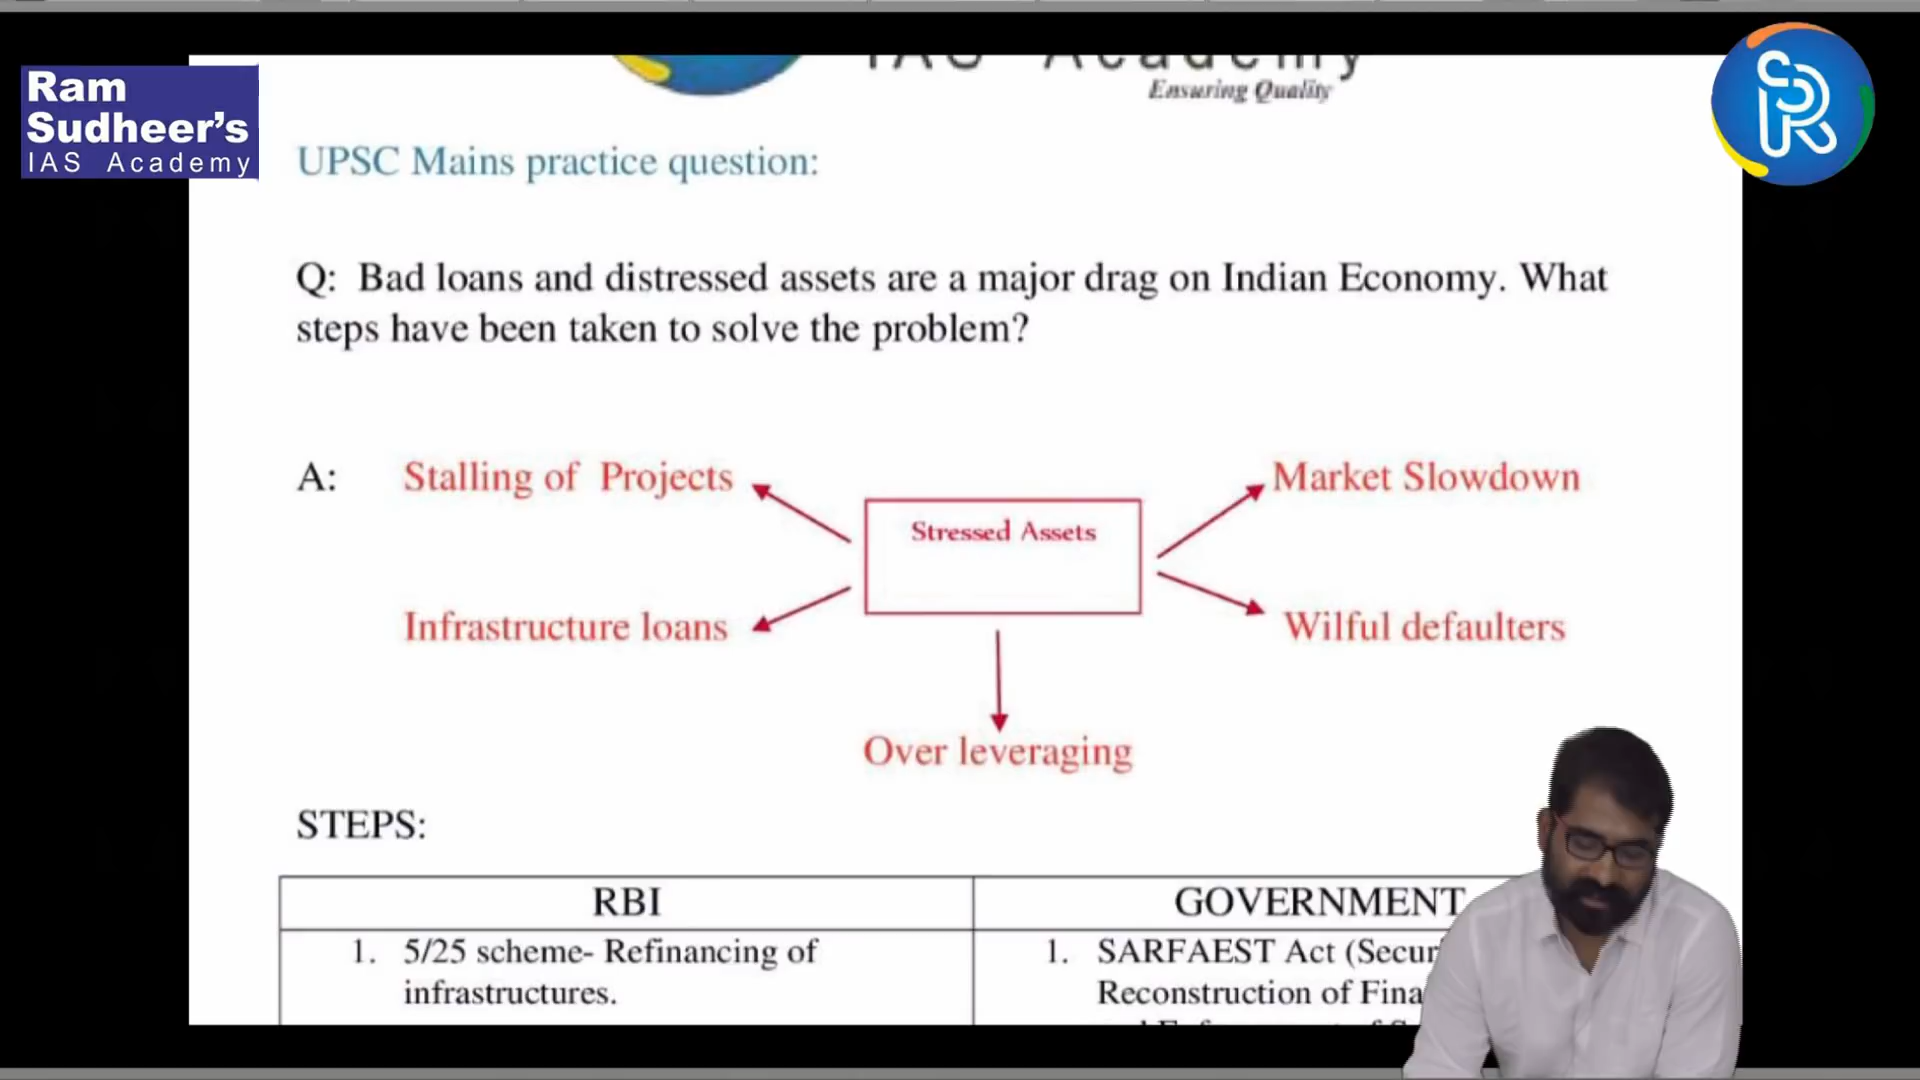 IAS Academy
Ensuring Quality
Ram
Sudheer's
IAS Academy
UPSC Mains practice question:
Q: Bad loans and distressed assets are a major drag on Indian Economy. What
steps have been taken to solve the problem?
A: Stalling of Projects
Market Slowdown
Stressed Assets
Infrastructure loans
Wilful defaulters
Over leveraging
STEPS:
RBI
GOVERNMENT
1. 5/25 scheme- Refinancing of
infrastructures.
1. SARFAEST Act (Secur
Reconstruction of Fina